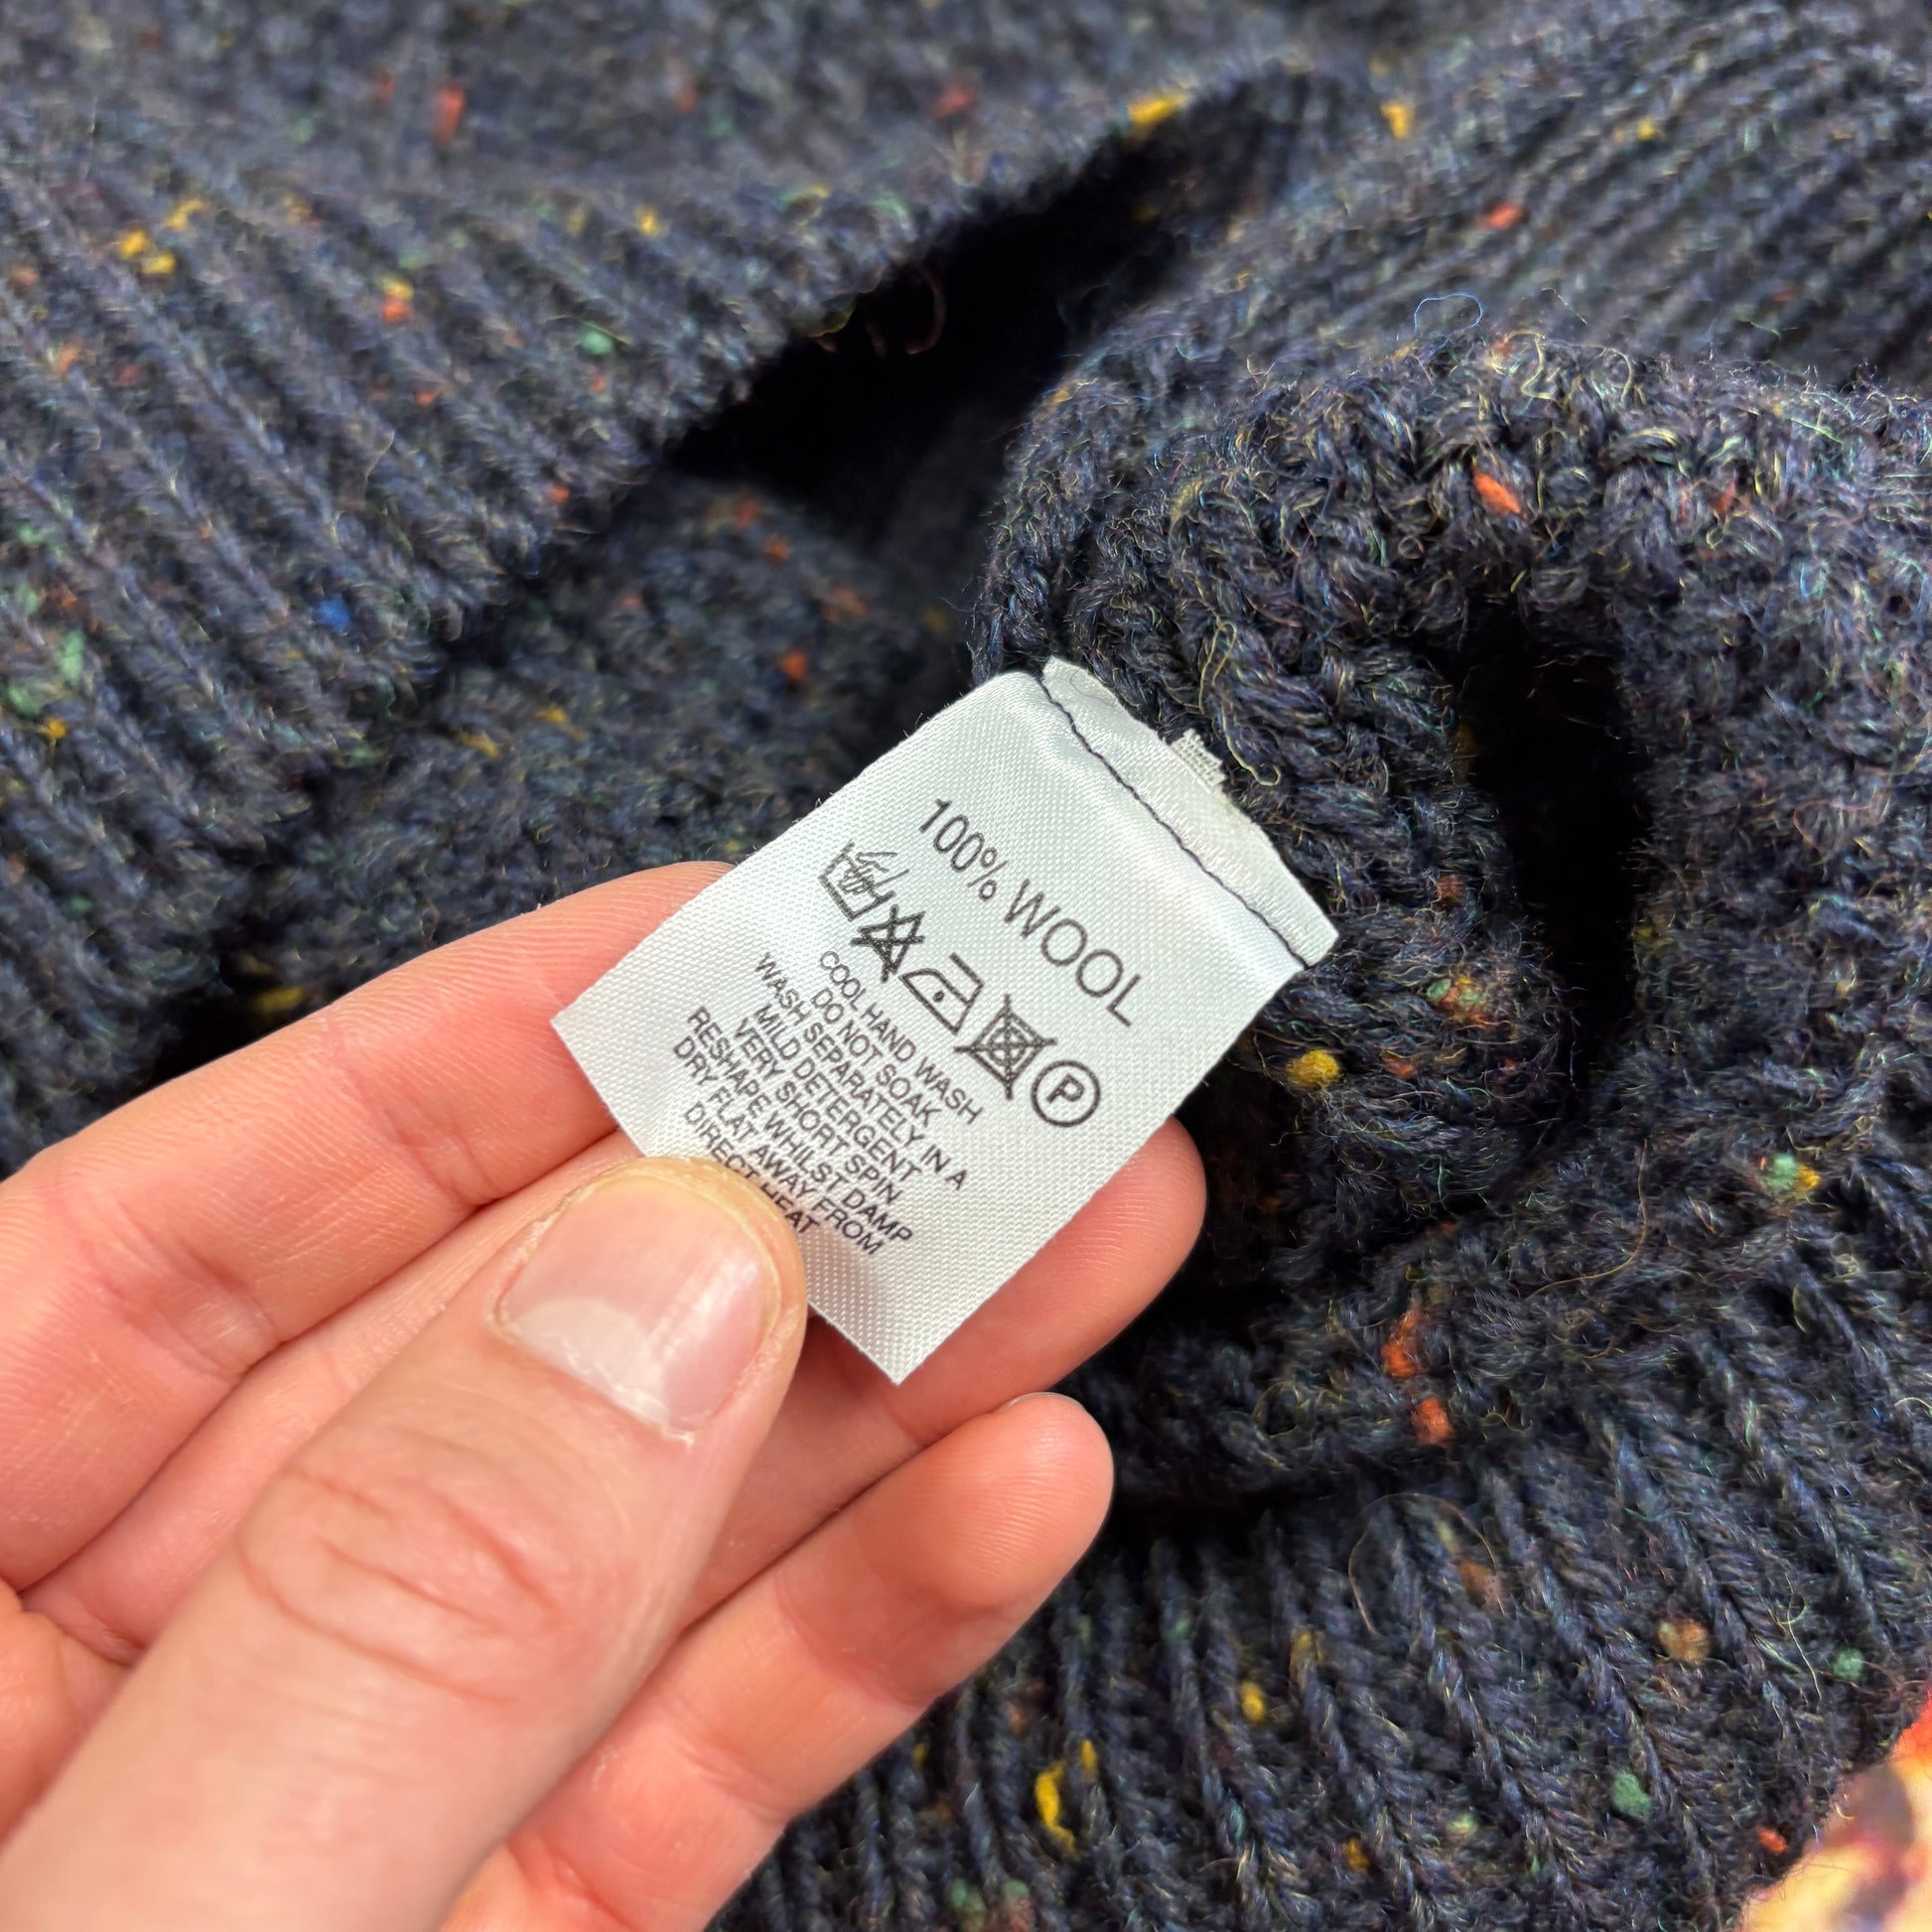 100% WOOL
P
COOL HAND WASH
DO NOT SOAK
WASH SEPARATELY IN A
MILD DETERGENT
VERY SHORT SPIN
RESHAPE WHILST DAMP
DRY FLAT AWAY FROM
DIRECT HEAT